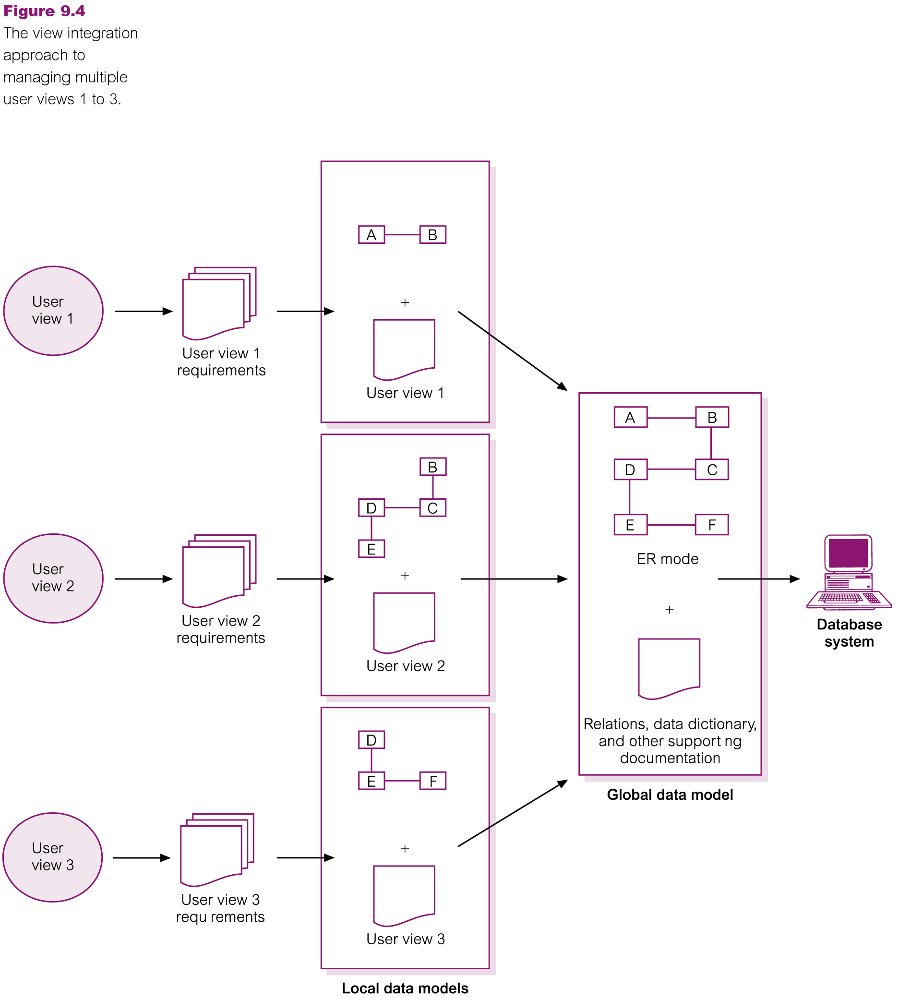 Figure 9.4
The view integration
approach to
managing multiple
user views 1 to 3.
A
B
User
view 1
User view 1
requirements
+
User view 1
A
B
D
C
E
F
ER mode
B
D
C
E
User
view 2
User view 2
requirements
+
User view 2
+
Relations, data dictionary,
and other support ng
documentation
Global data model
Database
system
D
E
F
User
view 3
User view 3
requ rements
+
User view 3
Local data models